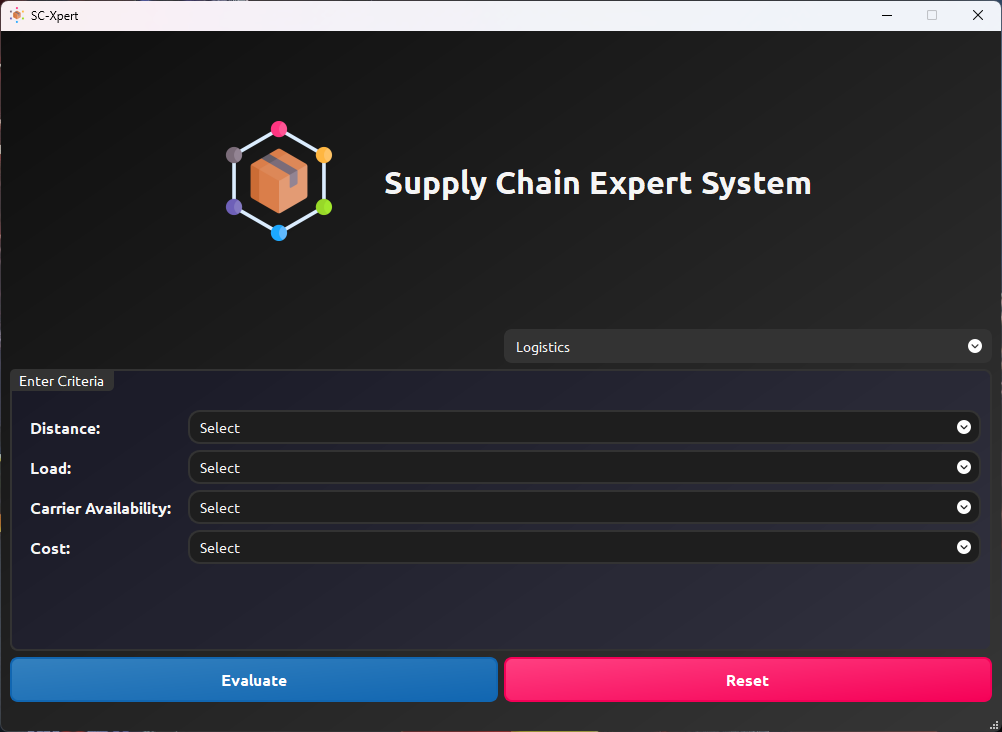 SC-Xpert
Supply Chain Expert System
Logistics
Enter Criteria
Distance: Select
Load: Select
Carrier Availability: Select
Cost: Select
Evaluate Reset